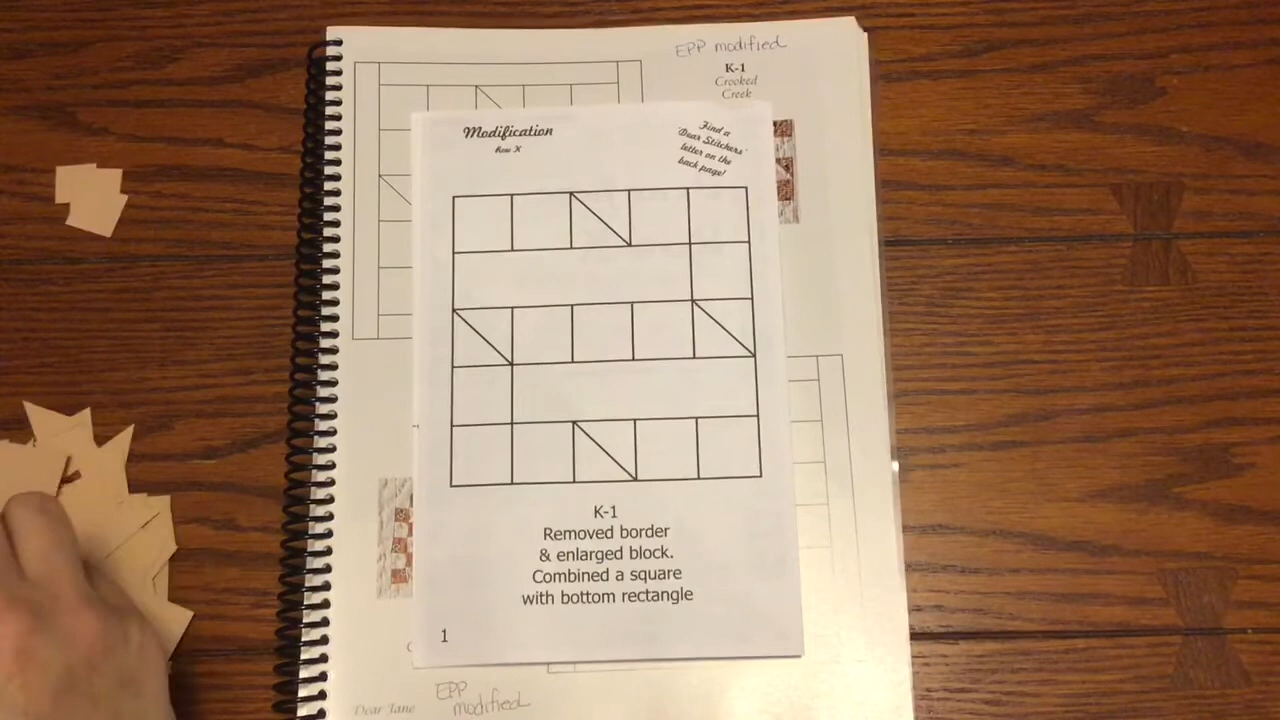 EPP modified
K-1
Crooked
Creek
Modification
Row K
Find a
'Dear Stitchers'
letter on the
back page!
K-1
Removed border
& enlarged block.
Combined a square
with bottom rectangle
1
EPP
modified
Dear Jane